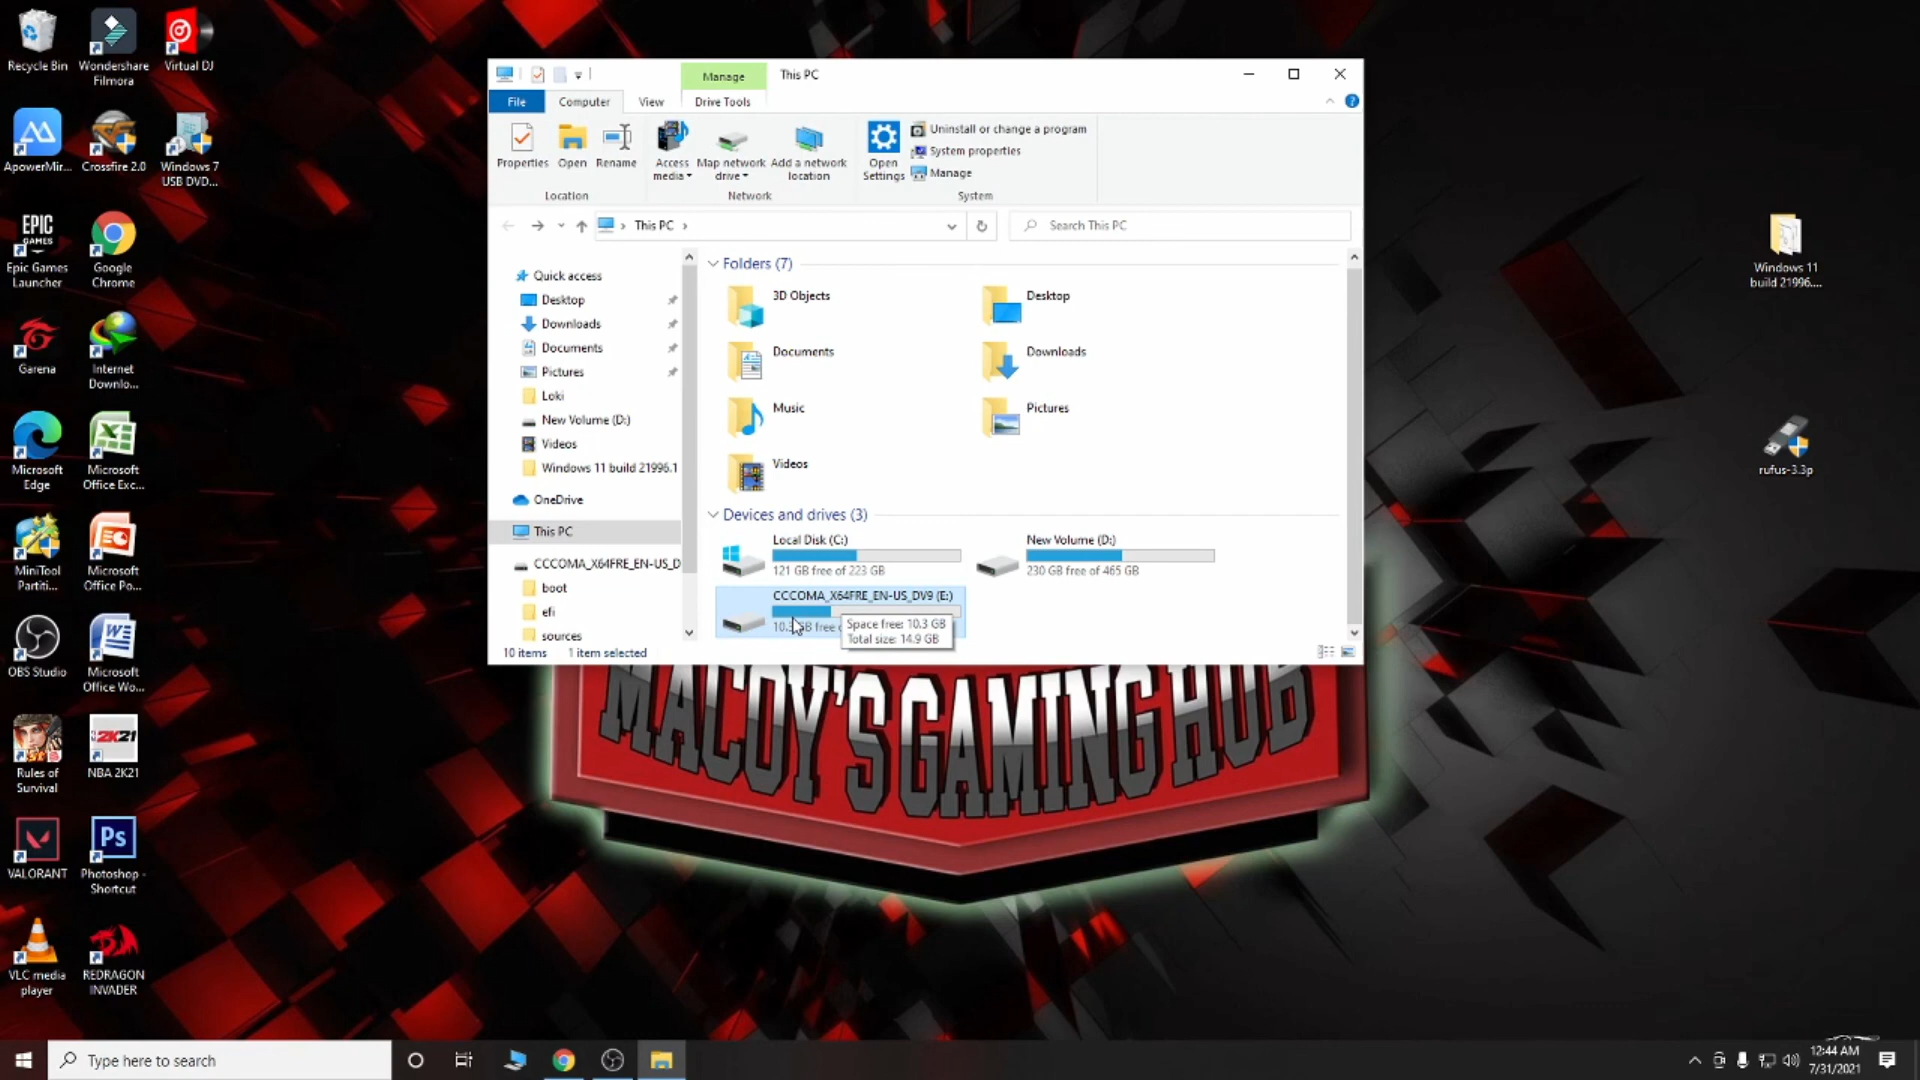 Recycle Bin
Wondershare
Filmora
Virtual DJ
ApowerMir...
Crossfire 2.0
Windows 7
USB DVD...
EPIC
GAMES
Epic Games
Launcher
Google
Chrome
Garena
Internet
Downlo...
Microsoft
Edge
Microsoft
Office Exc...
MiniTool
Partiti...
Microsoft
Office Po...
OBS Studio
Microsoft
Office Wo...
Rules of
Survival
2K21
NBA 2K21
VALORANT
Ps
Photoshop -
Shortcut
VLC media
player
REDRAGON
INVADER
Manage
This PC
File
Computer
View
Drive Tools
Properties
Open
Rename
Access
media
Map network
drive
Add a network
location
Open
Settings
Uninstall or change a program
System properties
Manage
Location
Network
System
This PC
Search This PC
Quick access
Desktop
Downloads
Documents
Pictures
Loki
New Volume (D:)
Videos
Windows 11 build 21996.1
OneDrive
This PC
CCCOMA_X64FRE_EN-US_D
boot
efi
sources
Folders (7)
3D Objects
Desktop
Documents
Downloads
Music
Pictures
Videos
Devices and drives (3)
Local Disk (C:)
121 GB free of 223 GB
New Volume (D:)
230 GB free of 465 GB
CCCOMA_X64FRE_EN-US_DV9 (E:)
10.3 GB free
Space free: 10.3 GB
Total size: 14.9 GB
10 items
1 item selected
Windows 11
build 21996....
rufus-3.3p
MACOY'S GAMING HUB
Type here to search
12:44 AM
7/31/2021